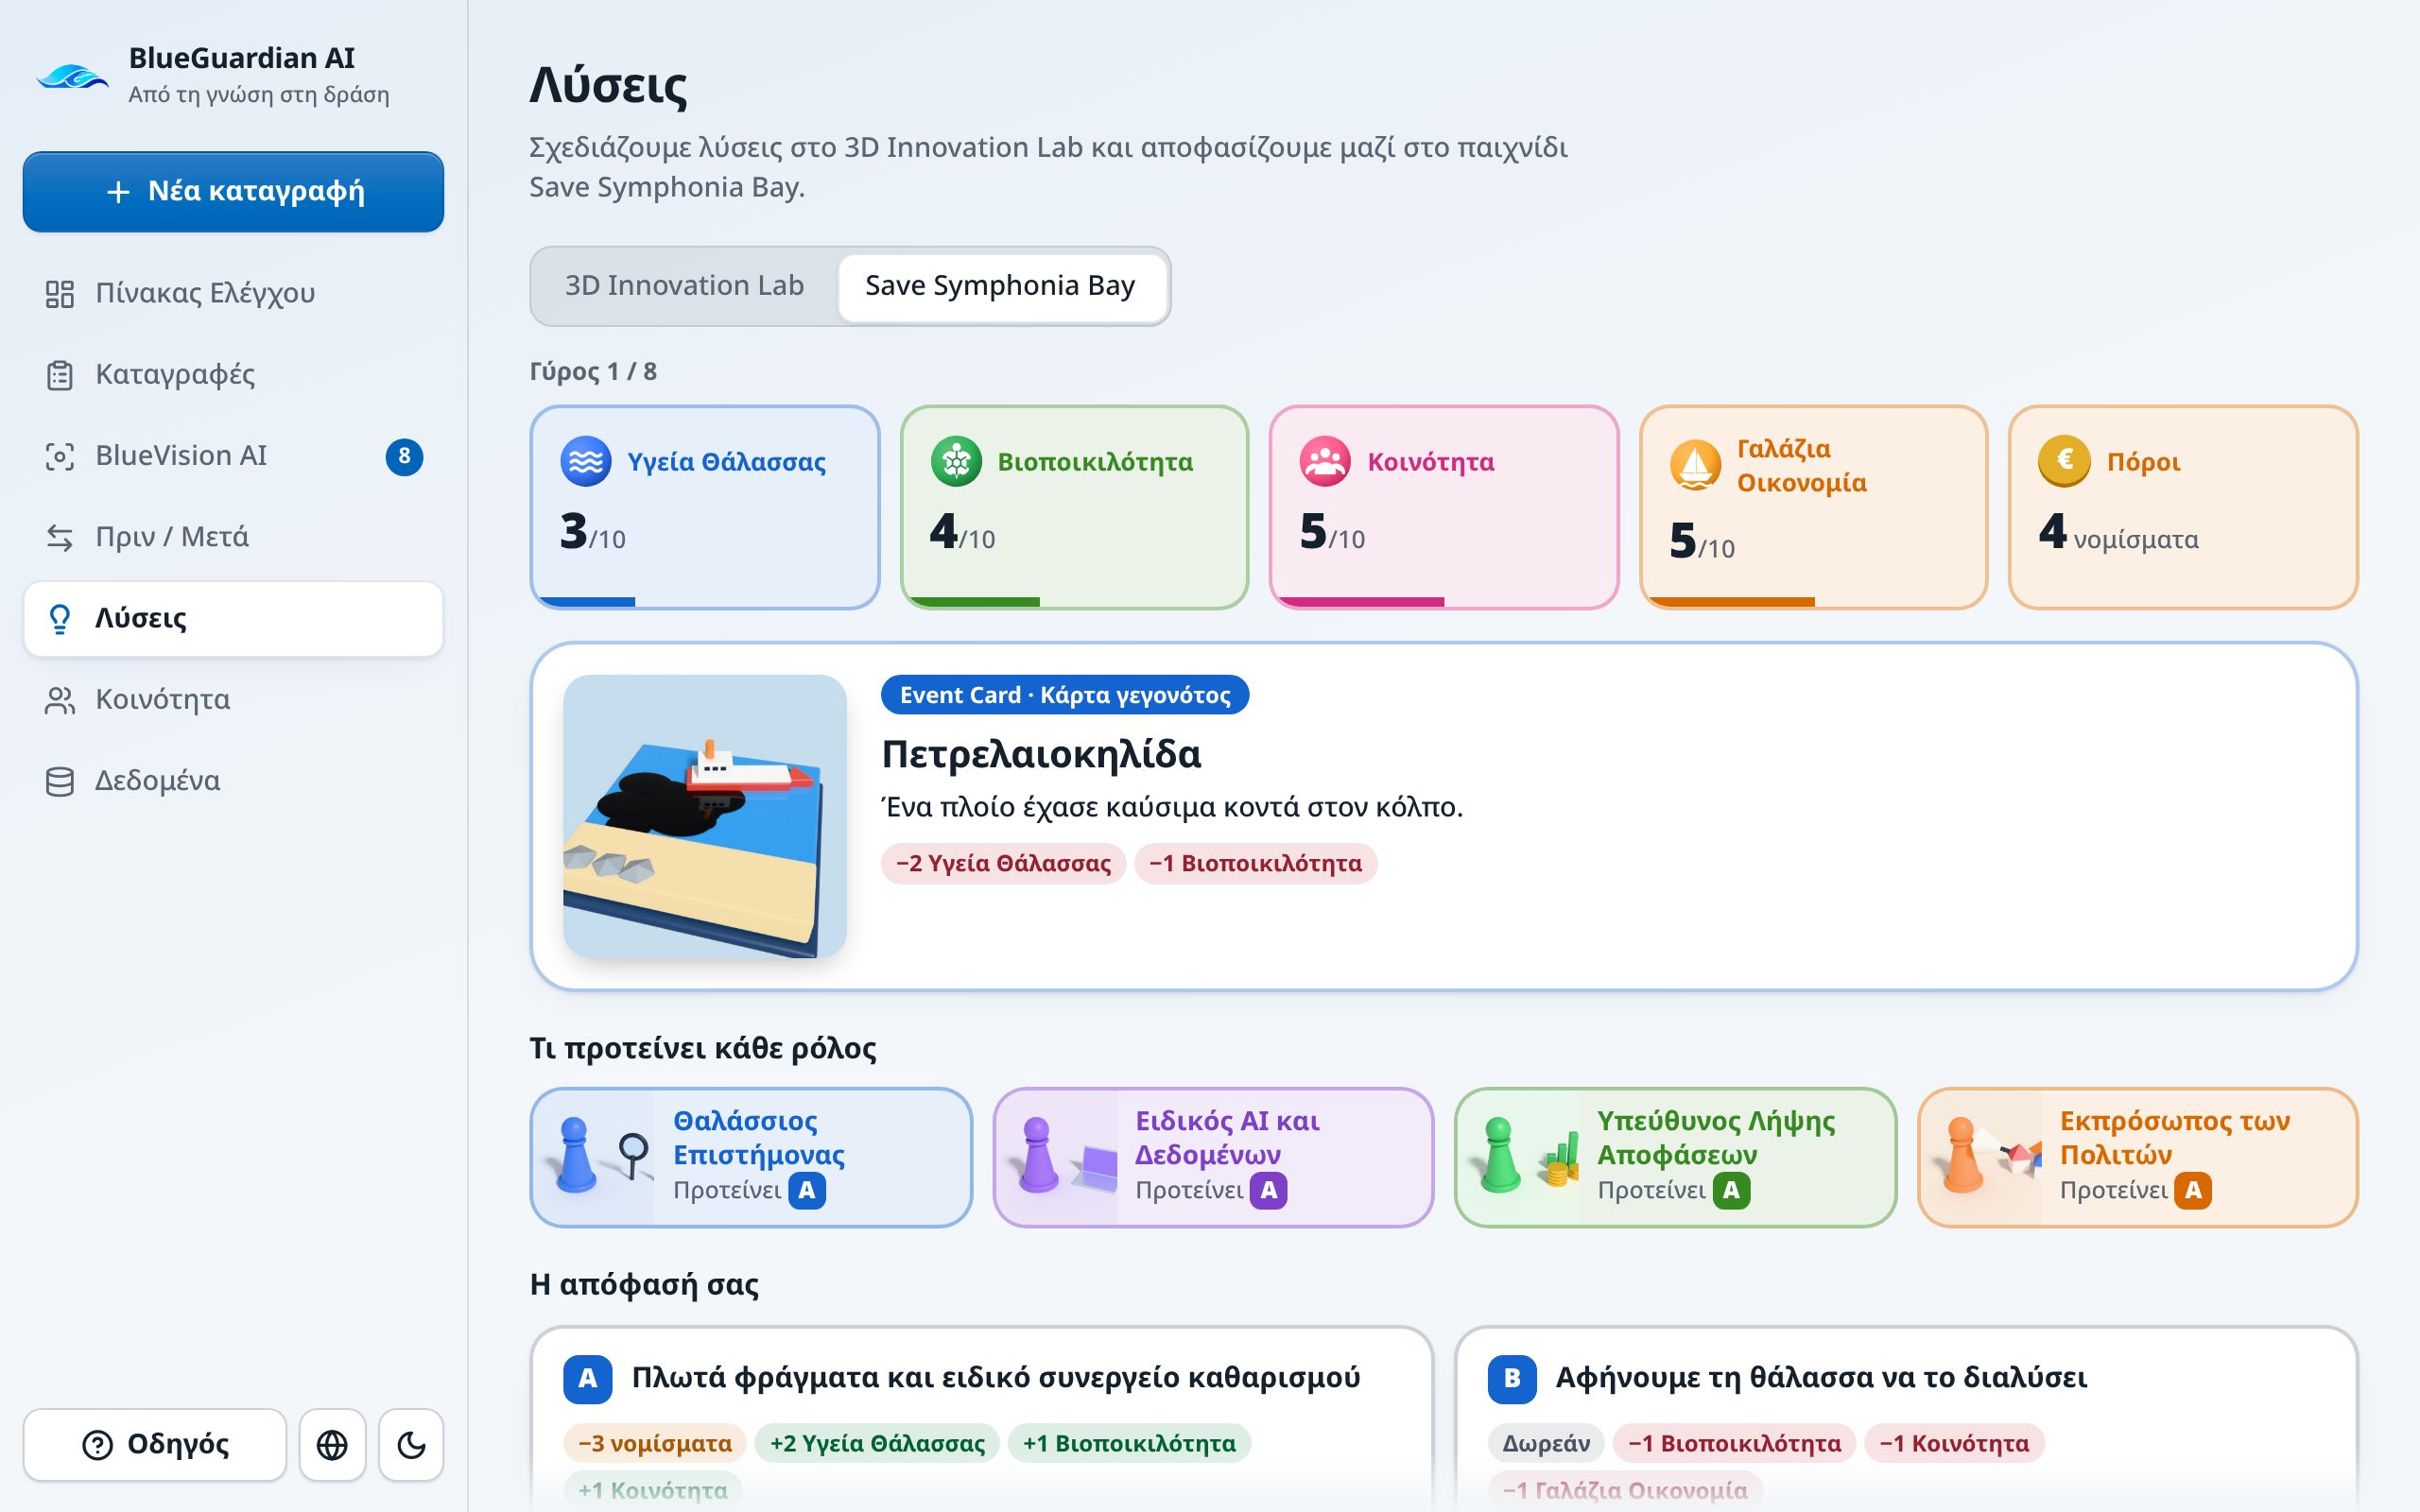 BlueGuardian AI
Από τη γνώση στη δράση
Νέα καταγραφή
Πίνακας Ελέγχου
Καταγραφές
BlueVision AI 8
Πριν / Μετά
Λύσεις
Κοινότητα
Δεδομένα
Οδηγός
Λύσεις
Σχεδιάζουμε λύσεις στο 3D Innovation Lab και αποφασίζουμε μαζί στο παιχνίδι
Save Symphonia Bay.
3D Innovation Lab Save Symphonia Bay
Γύρος 1 / 8
Υγεία Θάλασσας
3/10
Βιοποικιλότητα
4/10
Κοινότητα
5/10
Γαλάζια
Οικονομία
5/10
€ Πόροι
4 νομίσματα
Event Card · Κάρτα γεγονότος
Πετρελαιοκηλίδα
Ένα πλοίο έχασε καύσιμα κοντά στον κόλπο.
−2 Υγεία Θάλασσας −1 Βιοποικιλότητα
Τι προτείνει κάθε ρόλος
Θαλάσσιος
Επιστήμονας
Προτείνει A
Ειδικός AI και
Δεδομένων
Προτείνει A
Υπεύθυνος Λήψης
Αποφάσεων
Προτείνει A
Εκπρόσωπος των
Πολιτών
Προτείνει A
Η απόφασή σας
A Πλωτά φράγματα και ειδικό συνεργείο καθαρισμού
−3 νομίσματα +2 Υγεία Θάλασσας +1 Βιοποικιλότητα
+1 Κοινότητα
B Αφήνουμε τη θάλασσα να το διαλύσει
Δωρεάν −1 Βιοποικιλότητα −1 Κοινότητα
−1 Γαλάζια Οικονομία